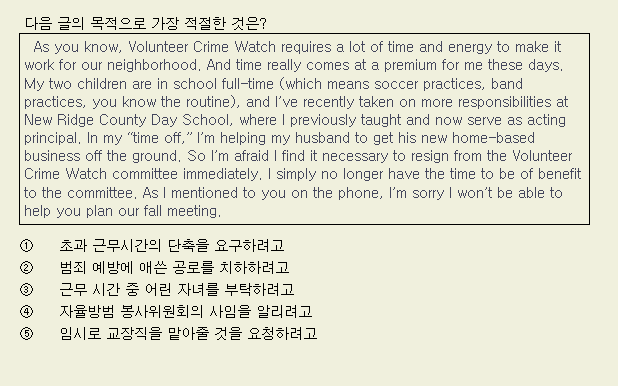 다음 글의 목적으로 가장 적절한 것은?
As you know, Volunteer Crime Watch requires a lot of time and energy to make it
work for our neighborhood. And time really comes at a premium for me these days.
My two children are in school full-time (which means soccer practices, band
practices, you know the routine), and I've recently taken on more responsibilities at
New Ridge County Day School, where I previously taught and now serve as acting
principal. In my “time off,” I'm helping my husband to get his new home-based
business off the ground. So I'm afraid I find it necessary to resign from the Volunteer
Crime Watch committee immediately. I simply no longer have the time to be of benefit
to the committee. As I mentioned to you on the phone, I'm sorry I won't be able to
help you plan our fall meeting.
① 초과 근무시간의 단축을 요구하려고
② 범죄 예방에 애쓴 공로를 치하하려고
③ 근무 시간 중 어린 자녀를 부탁하려고
④ 자율방범 봉사위원회의 사임을 알리려고
⑤ 임시로 교장직을 맡아줄 것을 요청하려고